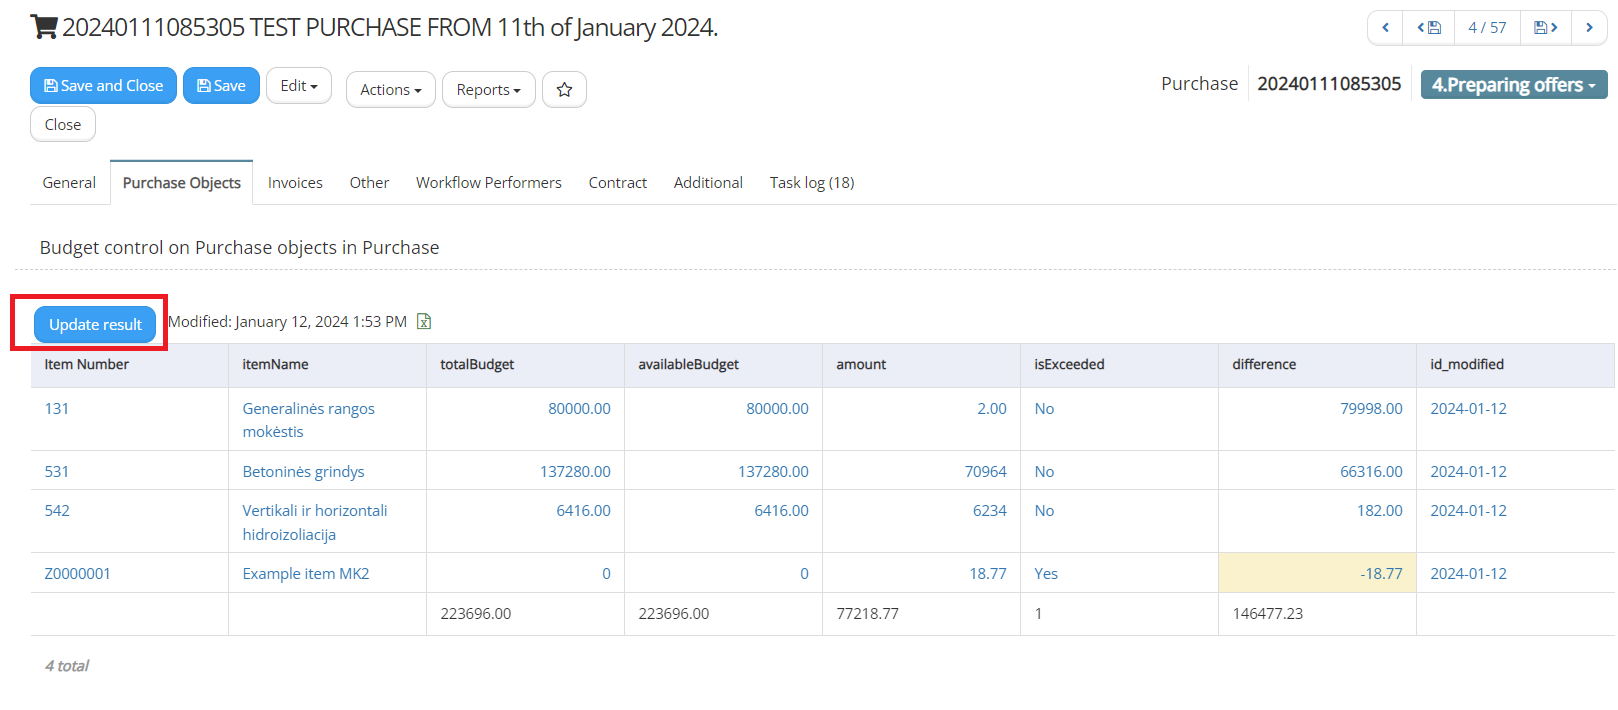 20240111085305 TEST PURCHASE FROM 11th of January 2024.
4 / 57
Save and Close Save Edit Actions Reports
Close
Purchase 20240111085305 4.Preparing offers
General Purchase Objects Invoices Other Workflow Performers Contract Additional Task log (18)
Budget control on Purchase objects in Purchase
Update result Modified: January 12, 2024 1:53 PM
Item Number itemName totalBudget availableBudget amount isExceeded difference id_modified
131 Generalinės rangos mokėstis 80000.00 80000.00 2.00 No 79998.00 2024-01-12
531 Betoninės grindys 137280.00 137280.00 70964 No 66316.00 2024-01-12
542 Vertikali ir horizontali hidroizoliacija 6416.00 6416.00 6234 No 182.00 2024-01-12
Z0000001 Example item MK2 0 0 18.77 Yes -18.77 2024-01-12
223696.00 223696.00 77218.77 1 146477.23
4 total